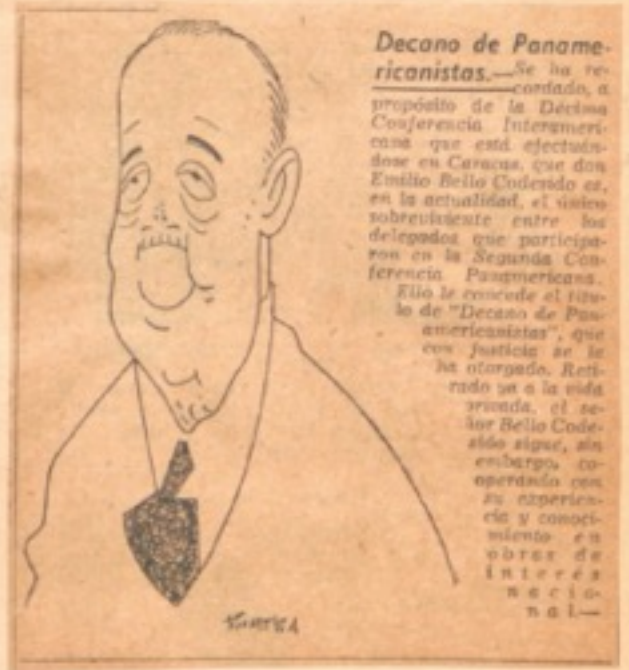 Decano de Paname-
ricanistas.—Se ha re-
cordado, a
propósito de la Décima
Conferencia Interameri-
cana que está efectuán-
dose en Caracas, que don
Emilio Bello Codesido es,
en la actualidad, el único
sobreviviente entre los
delegados que participa-
ron en la Segunda Con-
ferencia Panamericana.
Ello le concede el títu-
lo de "Decano de Pan-
americanistas", que
con justicia se le
ha otorgado. Reti-
rado ya a la vida
privada, el se-
ñor Bello Code-
sido sigue, sin
embargo, co-
operando con
su experien-
cia y conoci-
miento en
obras de
interés
nacio-
nal.—